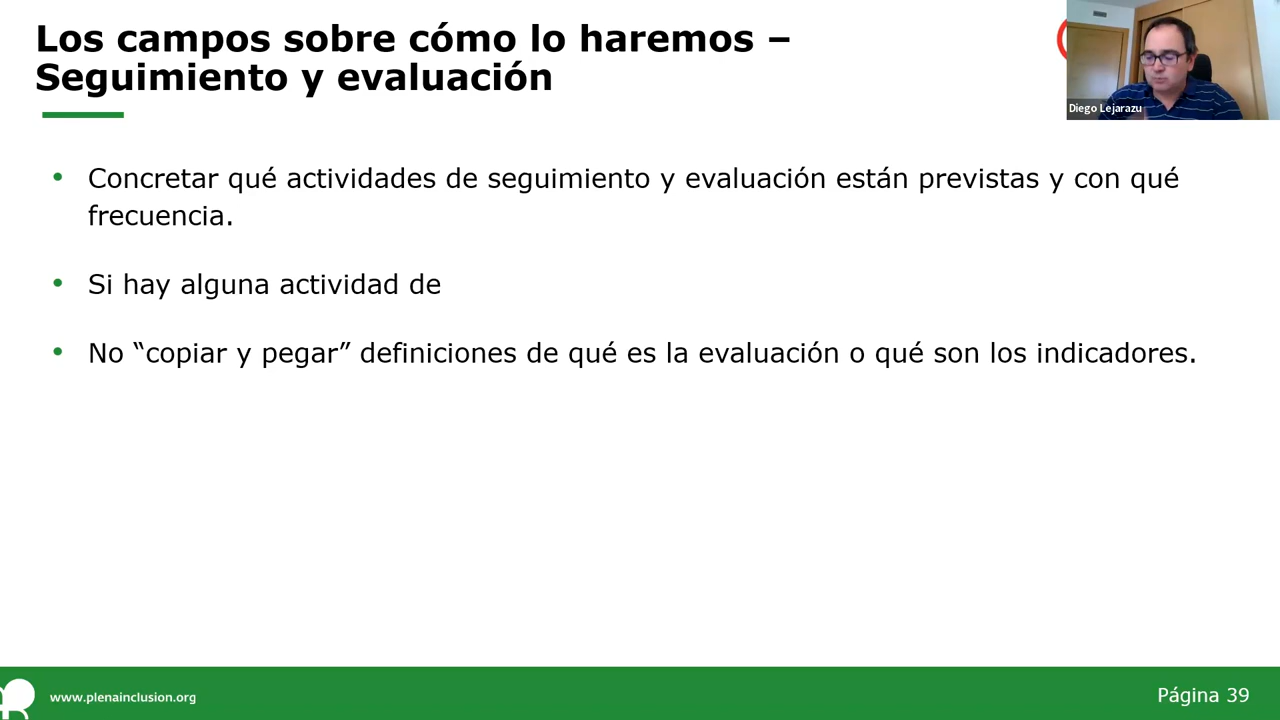 Los campos sobre cómo lo haremos –
Seguimiento y evaluación
Diego Lejarazu
• Concretar qué actividades de seguimiento y evaluación están previstas y con qué
frecuencia.
• Si hay alguna actividad de
• No “copiar y pegar” definiciones de qué es la evaluación o qué son los indicadores.
www.plenainclusion.org
Página 39